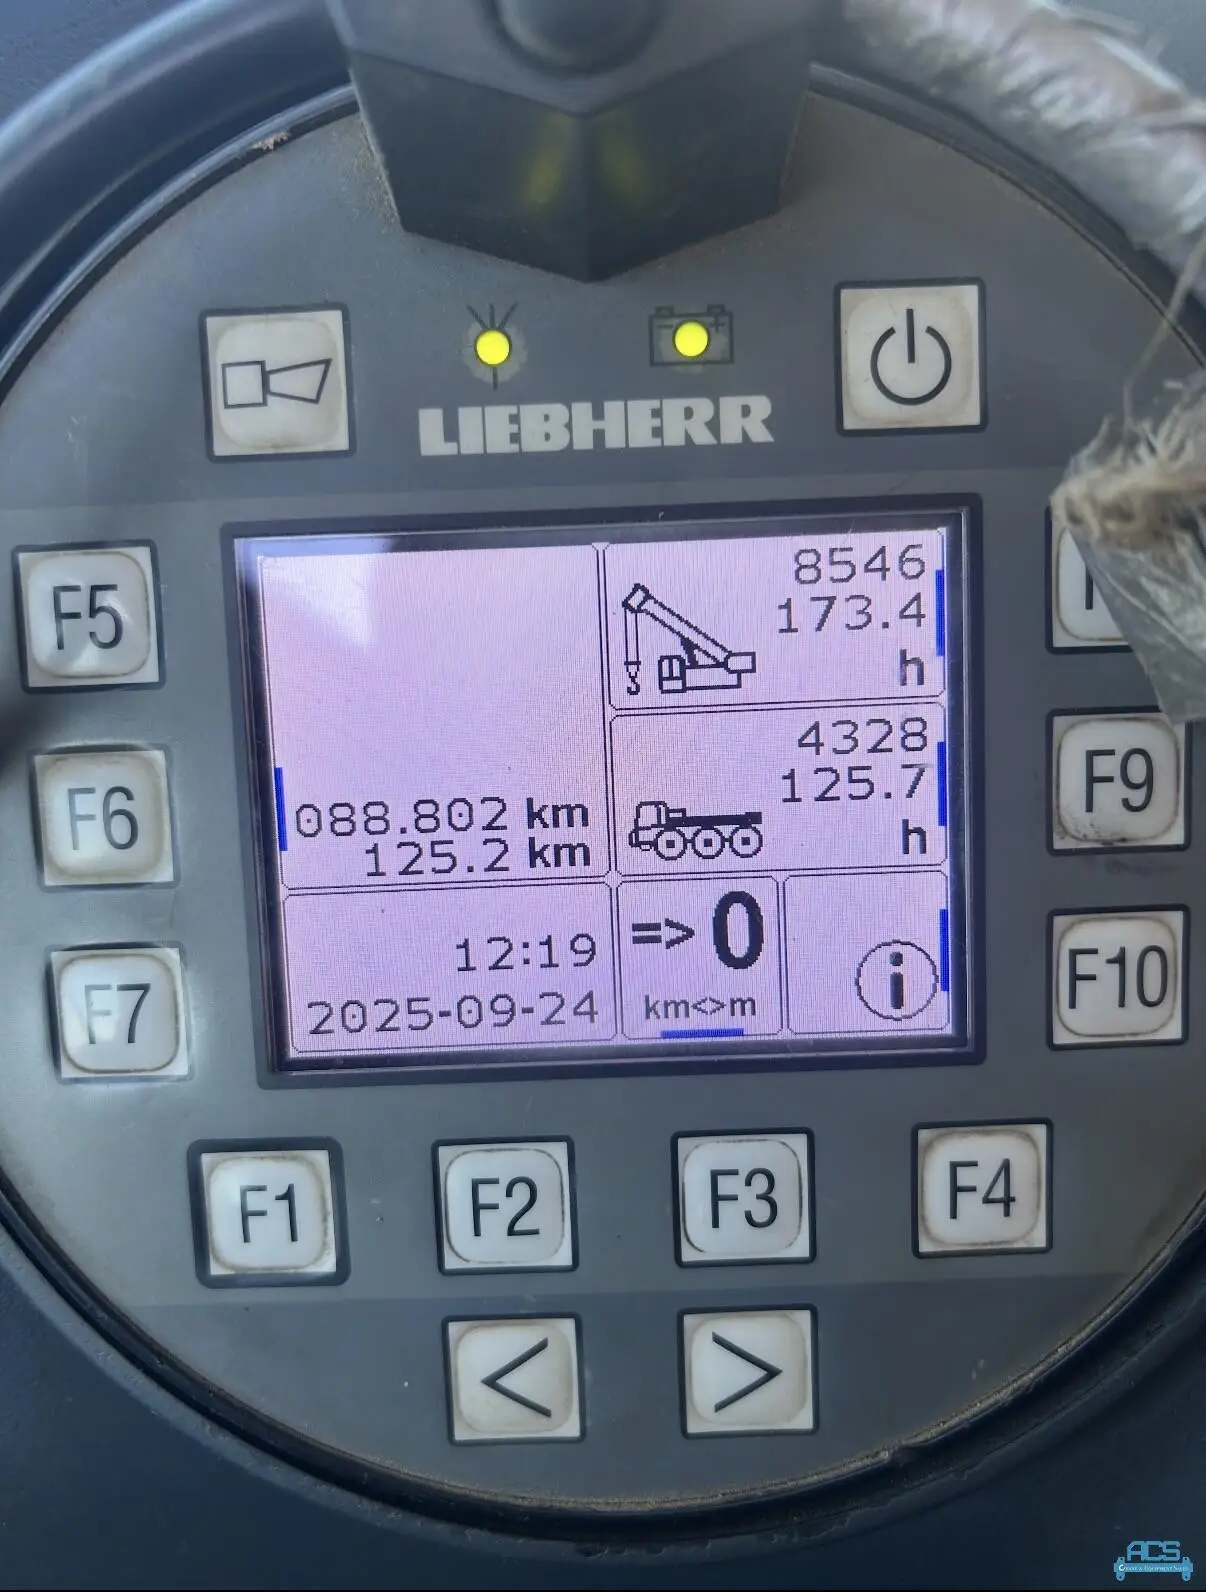 LIEBHERR
8546
173.4
h
4328
125.7
h
088.802 km
125.2 km
12:19
2025-09-24
=> 0
km<>m
i
F5
F6
F7
F9
F10
F1
F2
F3
F4
<
>
ACS